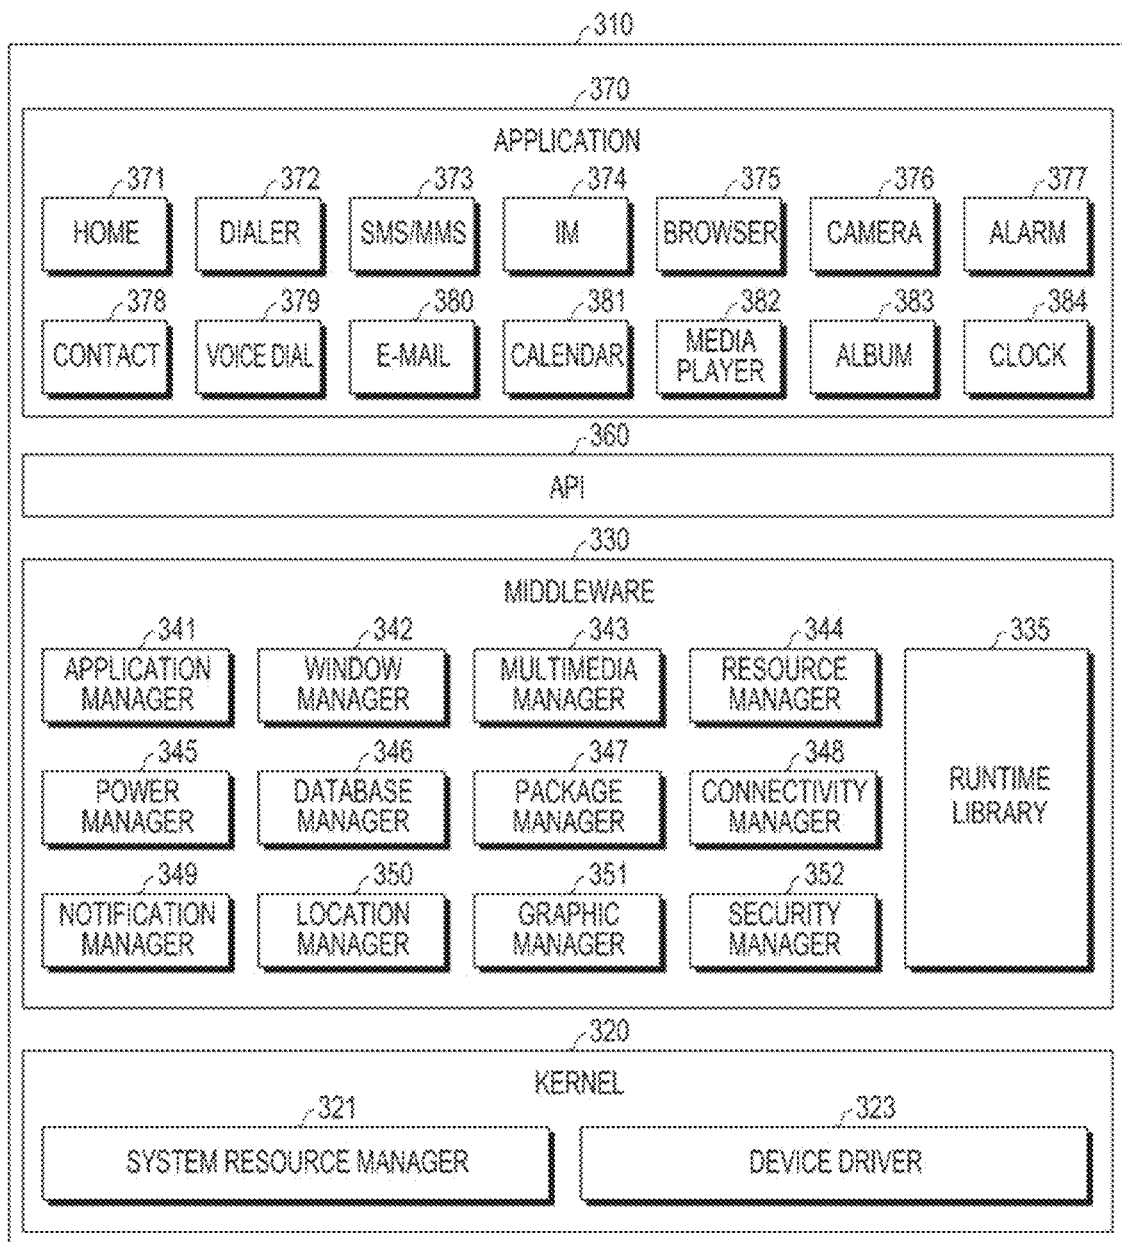 310
370
APPLICATION
371 372 373 374 375 376 377
HOME DIALER SMS/MMS IM BROWSER CAMERA ALARM
378 379 380 381 382 383 384
CONTACT VOICE DIAL E-MAIL CALENDAR MEDIA PLAYER ALBUM CLOCK
360
API
330
MIDDLEWARE
341 342 343 344 335
APPLICATION MANAGER
WINDOW MANAGER
MULTIMEDIA MANAGER
RESOURCE MANAGER
RUNTIME LIBRARY
345 346 347 348
POWER MANAGER
DATABASE MANAGER
PACKAGE MANAGER
CONNECTIVITY MANAGER
349 350 351 352
NOTIFICATION MANAGER
LOCATION MANAGER
GRAPHIC MANAGER
SECURITY MANAGER
320
KERNEL
321 323
SYSTEM RESOURCE MANAGER DEVICE DRIVER